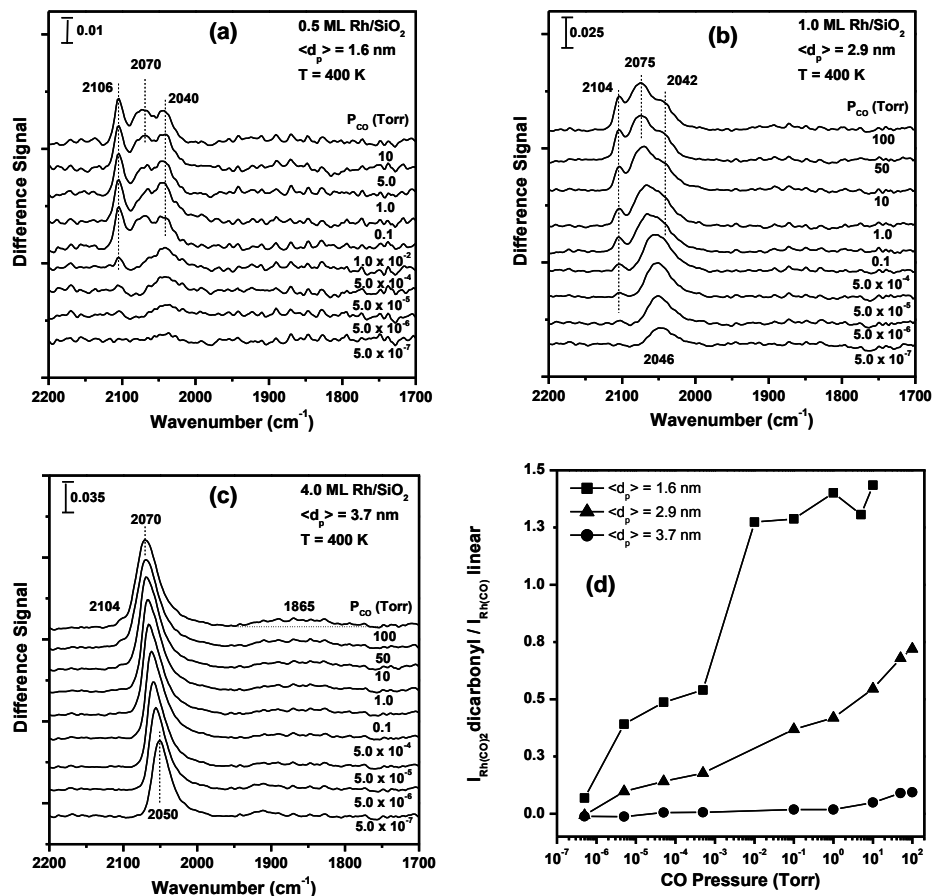 (a)
0.5 ML Rh/SiO₂
<dₚ> = 1.6 nm
T = 400 K
0.01
2106
2070
2040
P_CO (Torr)
10
5.0
1.0
0.1
1.0 x 10⁻²
5.0 x 10⁻⁴
5.0 x 10⁻⁵
5.0 x 10⁻⁶
5.0 x 10⁻⁷
Difference Signal
2200 2100 2000 1900 1800 1700
Wavenumber (cm⁻¹)
(b)
1.0 ML Rh/SiO₂
<dₚ> = 2.9 nm
T = 400 K
0.025
2104
2075
2042
P_CO (Torr)
100
50
10
1.0
0.1
5.0 x 10⁻⁴
5.0 x 10⁻⁵
5.0 x 10⁻⁶
5.0 x 10⁻⁷
2046
Difference Signal
2200 2100 2000 1900 1800 1700
Wavenumber (cm⁻¹)
(c)
4.0 ML Rh/SiO₂
<dₚ> = 3.7 nm
T = 400 K
0.035
2070
2104
1865
P_CO (Torr)
100
50
10
1.0
0.1
5.0 x 10⁻⁴
5.0 x 10⁻⁵
5.0 x 10⁻⁶
5.0 x 10⁻⁷
2050
Difference Signal
2200 2100 2000 1900 1800 1700
Wavenumber (cm⁻¹)
(d)
<dₚ> = 1.6 nm
<dₚ> = 2.9 nm
<dₚ> = 3.7 nm
1.5
1.3
1.0
0.8
0.5
0.3
0.0
I_Rh(CO)2 dicarbonyl / I_Rh(CO) linear
10⁻⁷ 10⁻⁶ 10⁻⁵ 10⁻⁴ 10⁻³ 10⁻² 10⁻¹ 10⁰ 10¹ 10²
CO Pressure (Torr)